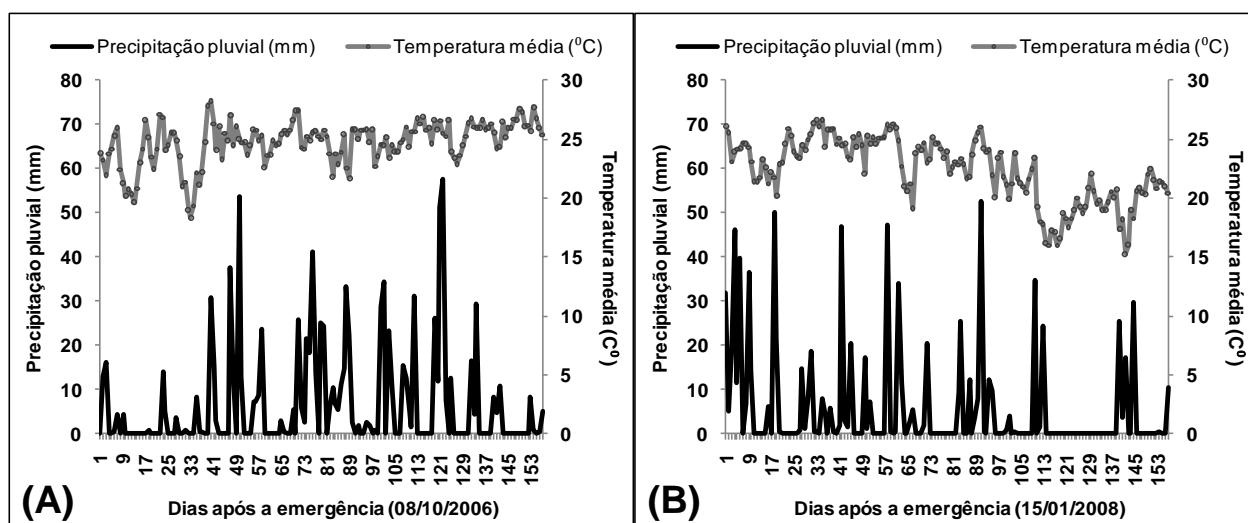 Precipitação pluvial (mm) Temperatura média (⁰C)
80 30
70 25
60 20
50 15
40 10
30 5
20 0
10
0
Precipitação pluvial (mm)
Temperatura média (C⁰)
1 9 17 25 33 41 49 57 65 73 81 89 97 105 113 121 129 137 145 153
Dias após a emergência (08/10/2006)
(A)
Precipitação pluvial (mm) Temperatura média (⁰C)
80 30
70 25
60 20
50 15
40 10
30 5
20 0
10
0
Precipitação pluvial (mm)
Temperatura média (C⁰)
1 9 17 25 33 41 49 57 65 73 81 89 97 105 113 121 129 137 145 153
Dias após a emergência (15/01/2008)
(B)